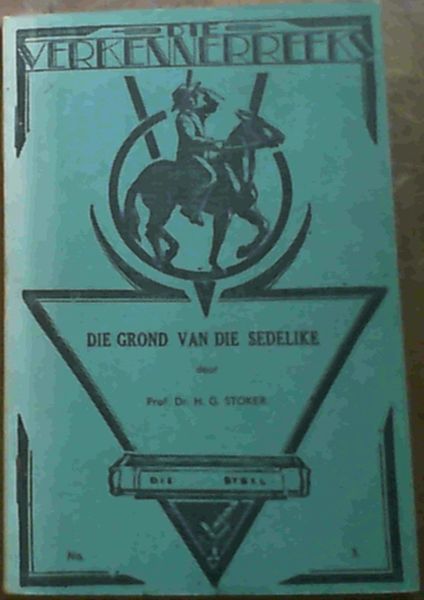 DIE
VERKENNERREEKS
DIE GROND VAN DIE SEDELIKE
deur
Prof. Dr. H. G. STOKER.
DIE BYBEL
No. 3.